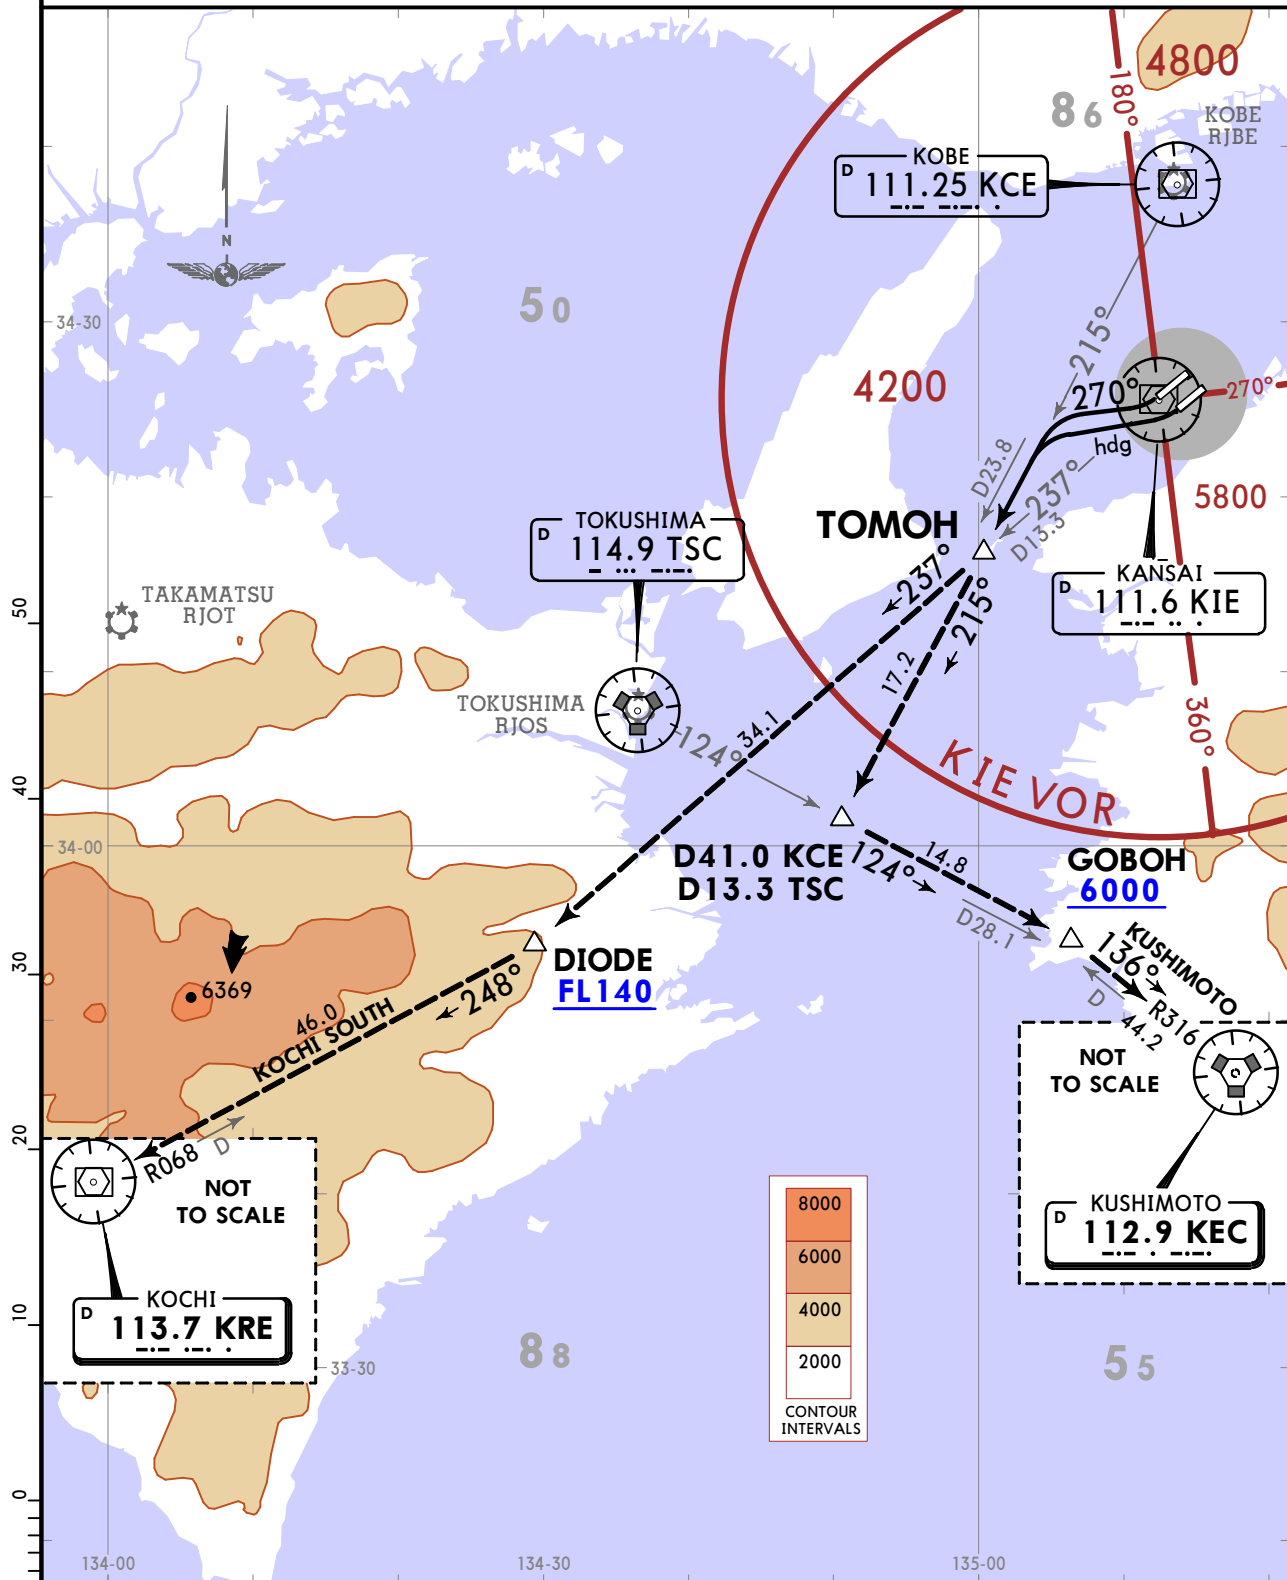 4800
180°
8 6
KOBE
RJBE
KOBE
D 111.25 KCE
N
34-30
5 0
215°
4200
270°
270°
hdg
D23.8
237°
D13.3
5800
TOMOH
TOKUSHIMA
D 114.9 TSC
KANSAI
D 111.6 KIE
237°
215°
TAKAMATSU
RJOT
50
17.2
34.1
TOKUSHIMA
RJOS
124°
360°
KIE VOR
40
34-00
D41.0 KCE
D13.3 TSC
124°
14.8
GOBOH
6000
D28.1
DIODE
FL140
30
6369
248°
46.0
KOCHI SOUTH
KUSHIMOTO
136°
R316
D
44.2
NOT
TO SCALE
20
R068
D
NOT
TO SCALE
KUSHIMOTO
D 112.9 KEC
8000
6000
4000
2000
CONTOUR
INTERVALS
10
KOCHI
D 113.7 KRE
33-30
8 8
5 5
0
134-00
134-30
135-00